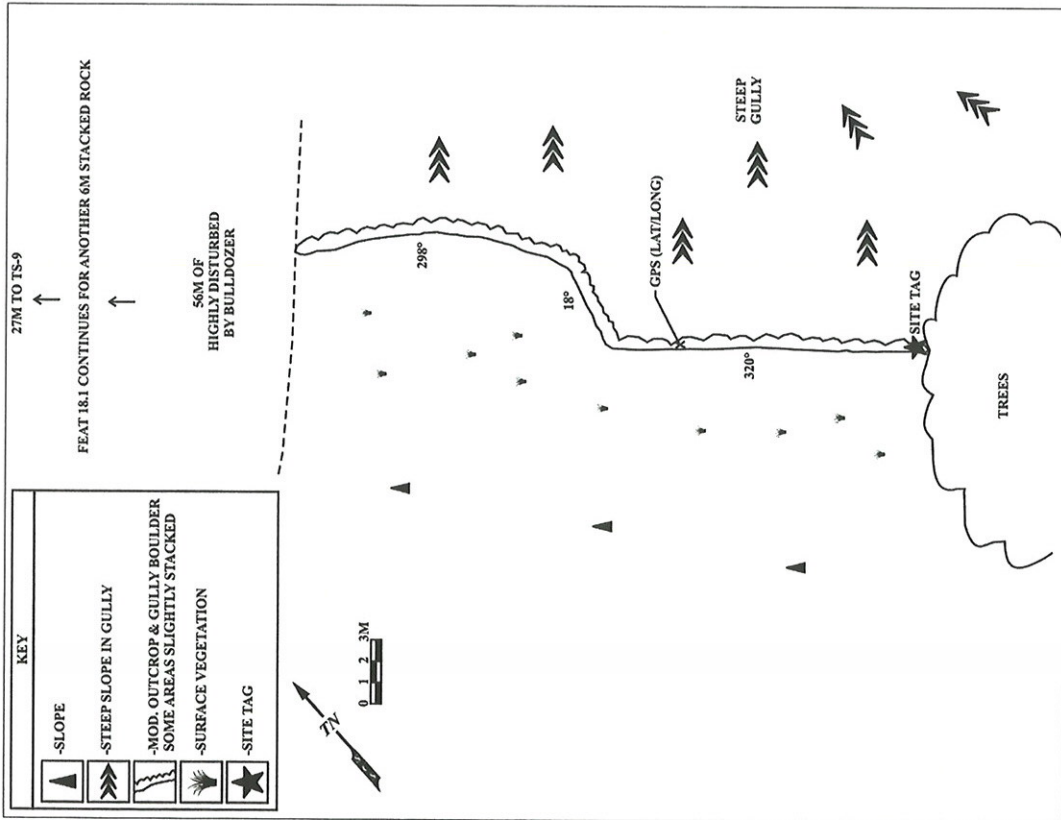 27M TO TS-9
FEAT 18.1 CONTINUES FOR ANOTHER 6M STACKED ROCK
56M OF
HIGHLY DISTURBED
BY BULLDOZER
KEY
-SLOPE
-STEEP SLOPE IN GULLY
-MOD. OUTCROP & GULLY BOULDER
SOME AREAS SLIGHTLY STACKED
-SURFACE VEGETATION
-SITE TAG
TN
0 1 2 3M
298°
18°
320°
GPS (LAT/LONG)
STEEP
GULLY
SITE TAG
TREES